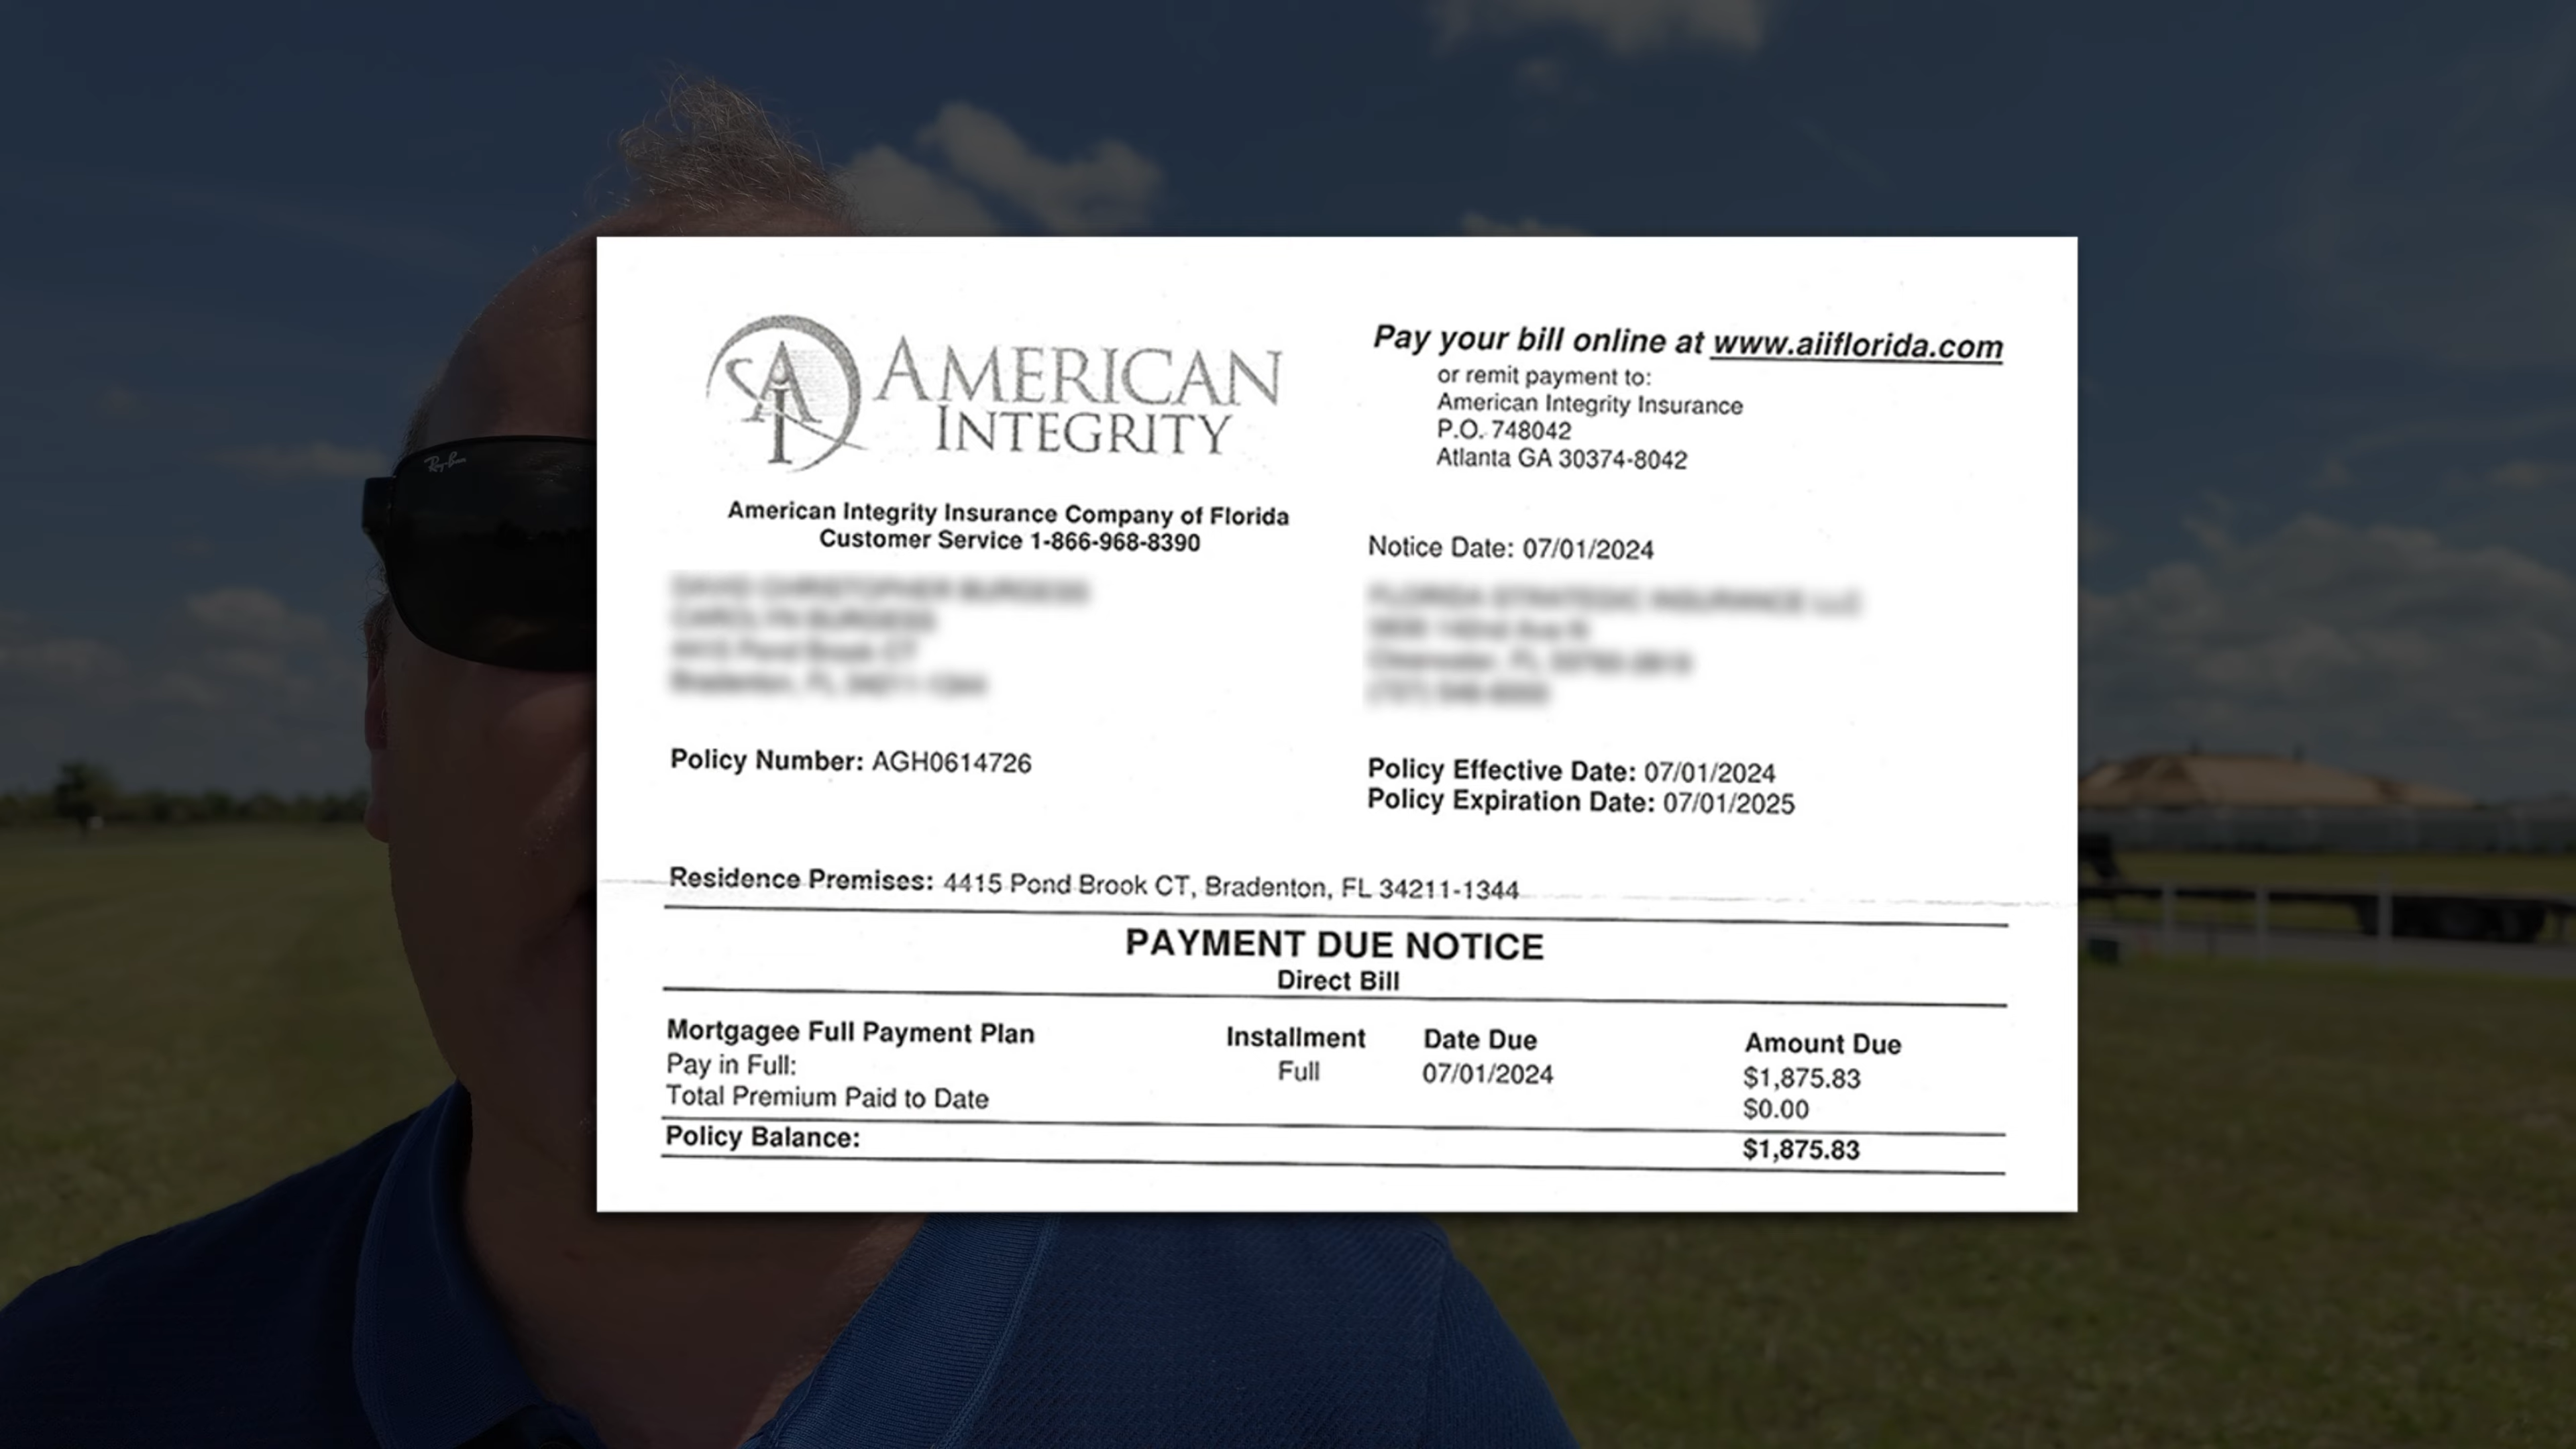 Ray-Ban
AMERICAN
INTEGRITY
American Integrity Insurance Company of Florida
Customer Service 1-866-968-8390
Pay your bill online at www.aiiflorida.com
or remit payment to:
American Integrity Insurance
P.O. 748042
Atlanta GA 30374-8042
Notice Date: 07/01/2024
Policy Number: AGH0614726
Policy Effective Date: 07/01/2024
Policy Expiration Date: 07/01/2025
Residence Premises: 4415 Pond Brook CT, Bradenton, FL 34211-1344
PAYMENT DUE NOTICE
Direct Bill
Mortgagee Full Payment Plan Installment Date Due Amount Due
Pay in Full: Full 07/01/2024 $1,875.83
Total Premium Paid to Date $0.00
Policy Balance: $1,875.83